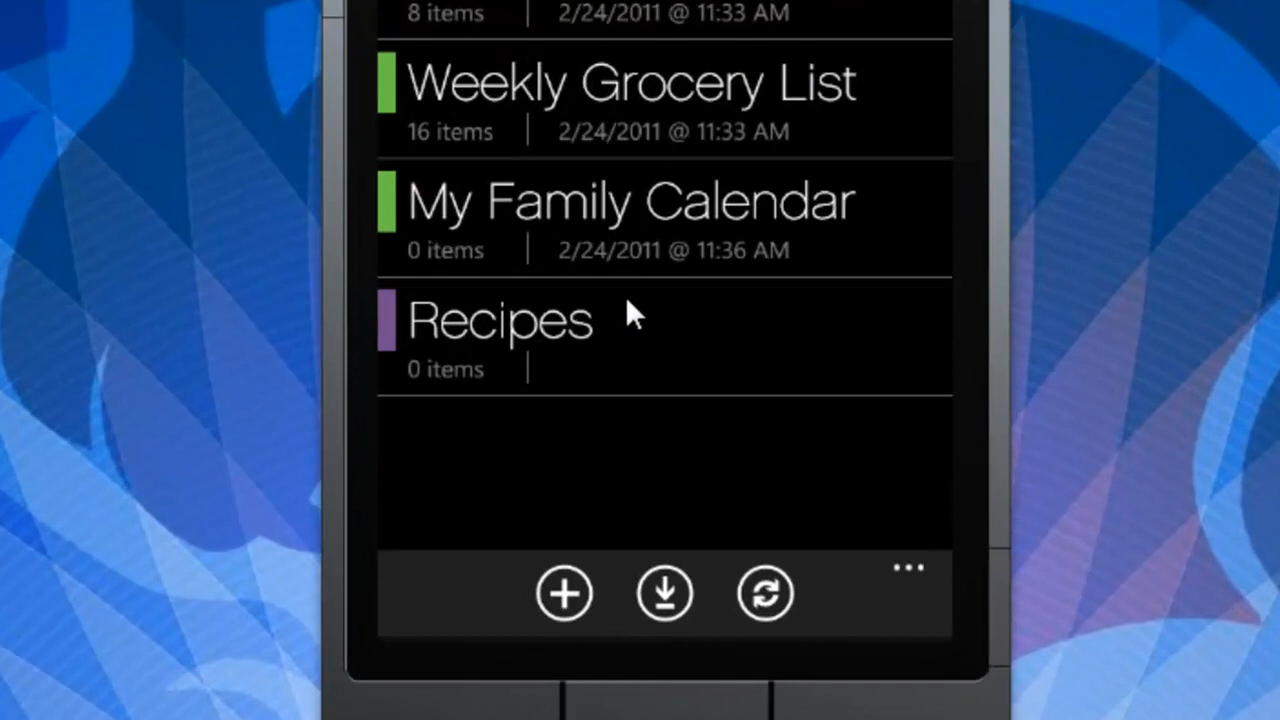 8 items | 2/24/2011 @ 11:33 AM
Weekly Grocery List
16 items | 2/24/2011 @ 11:33 AM
My Family Calendar
0 items | 2/24/2011 @ 11:36 AM
Recipes
0 items |